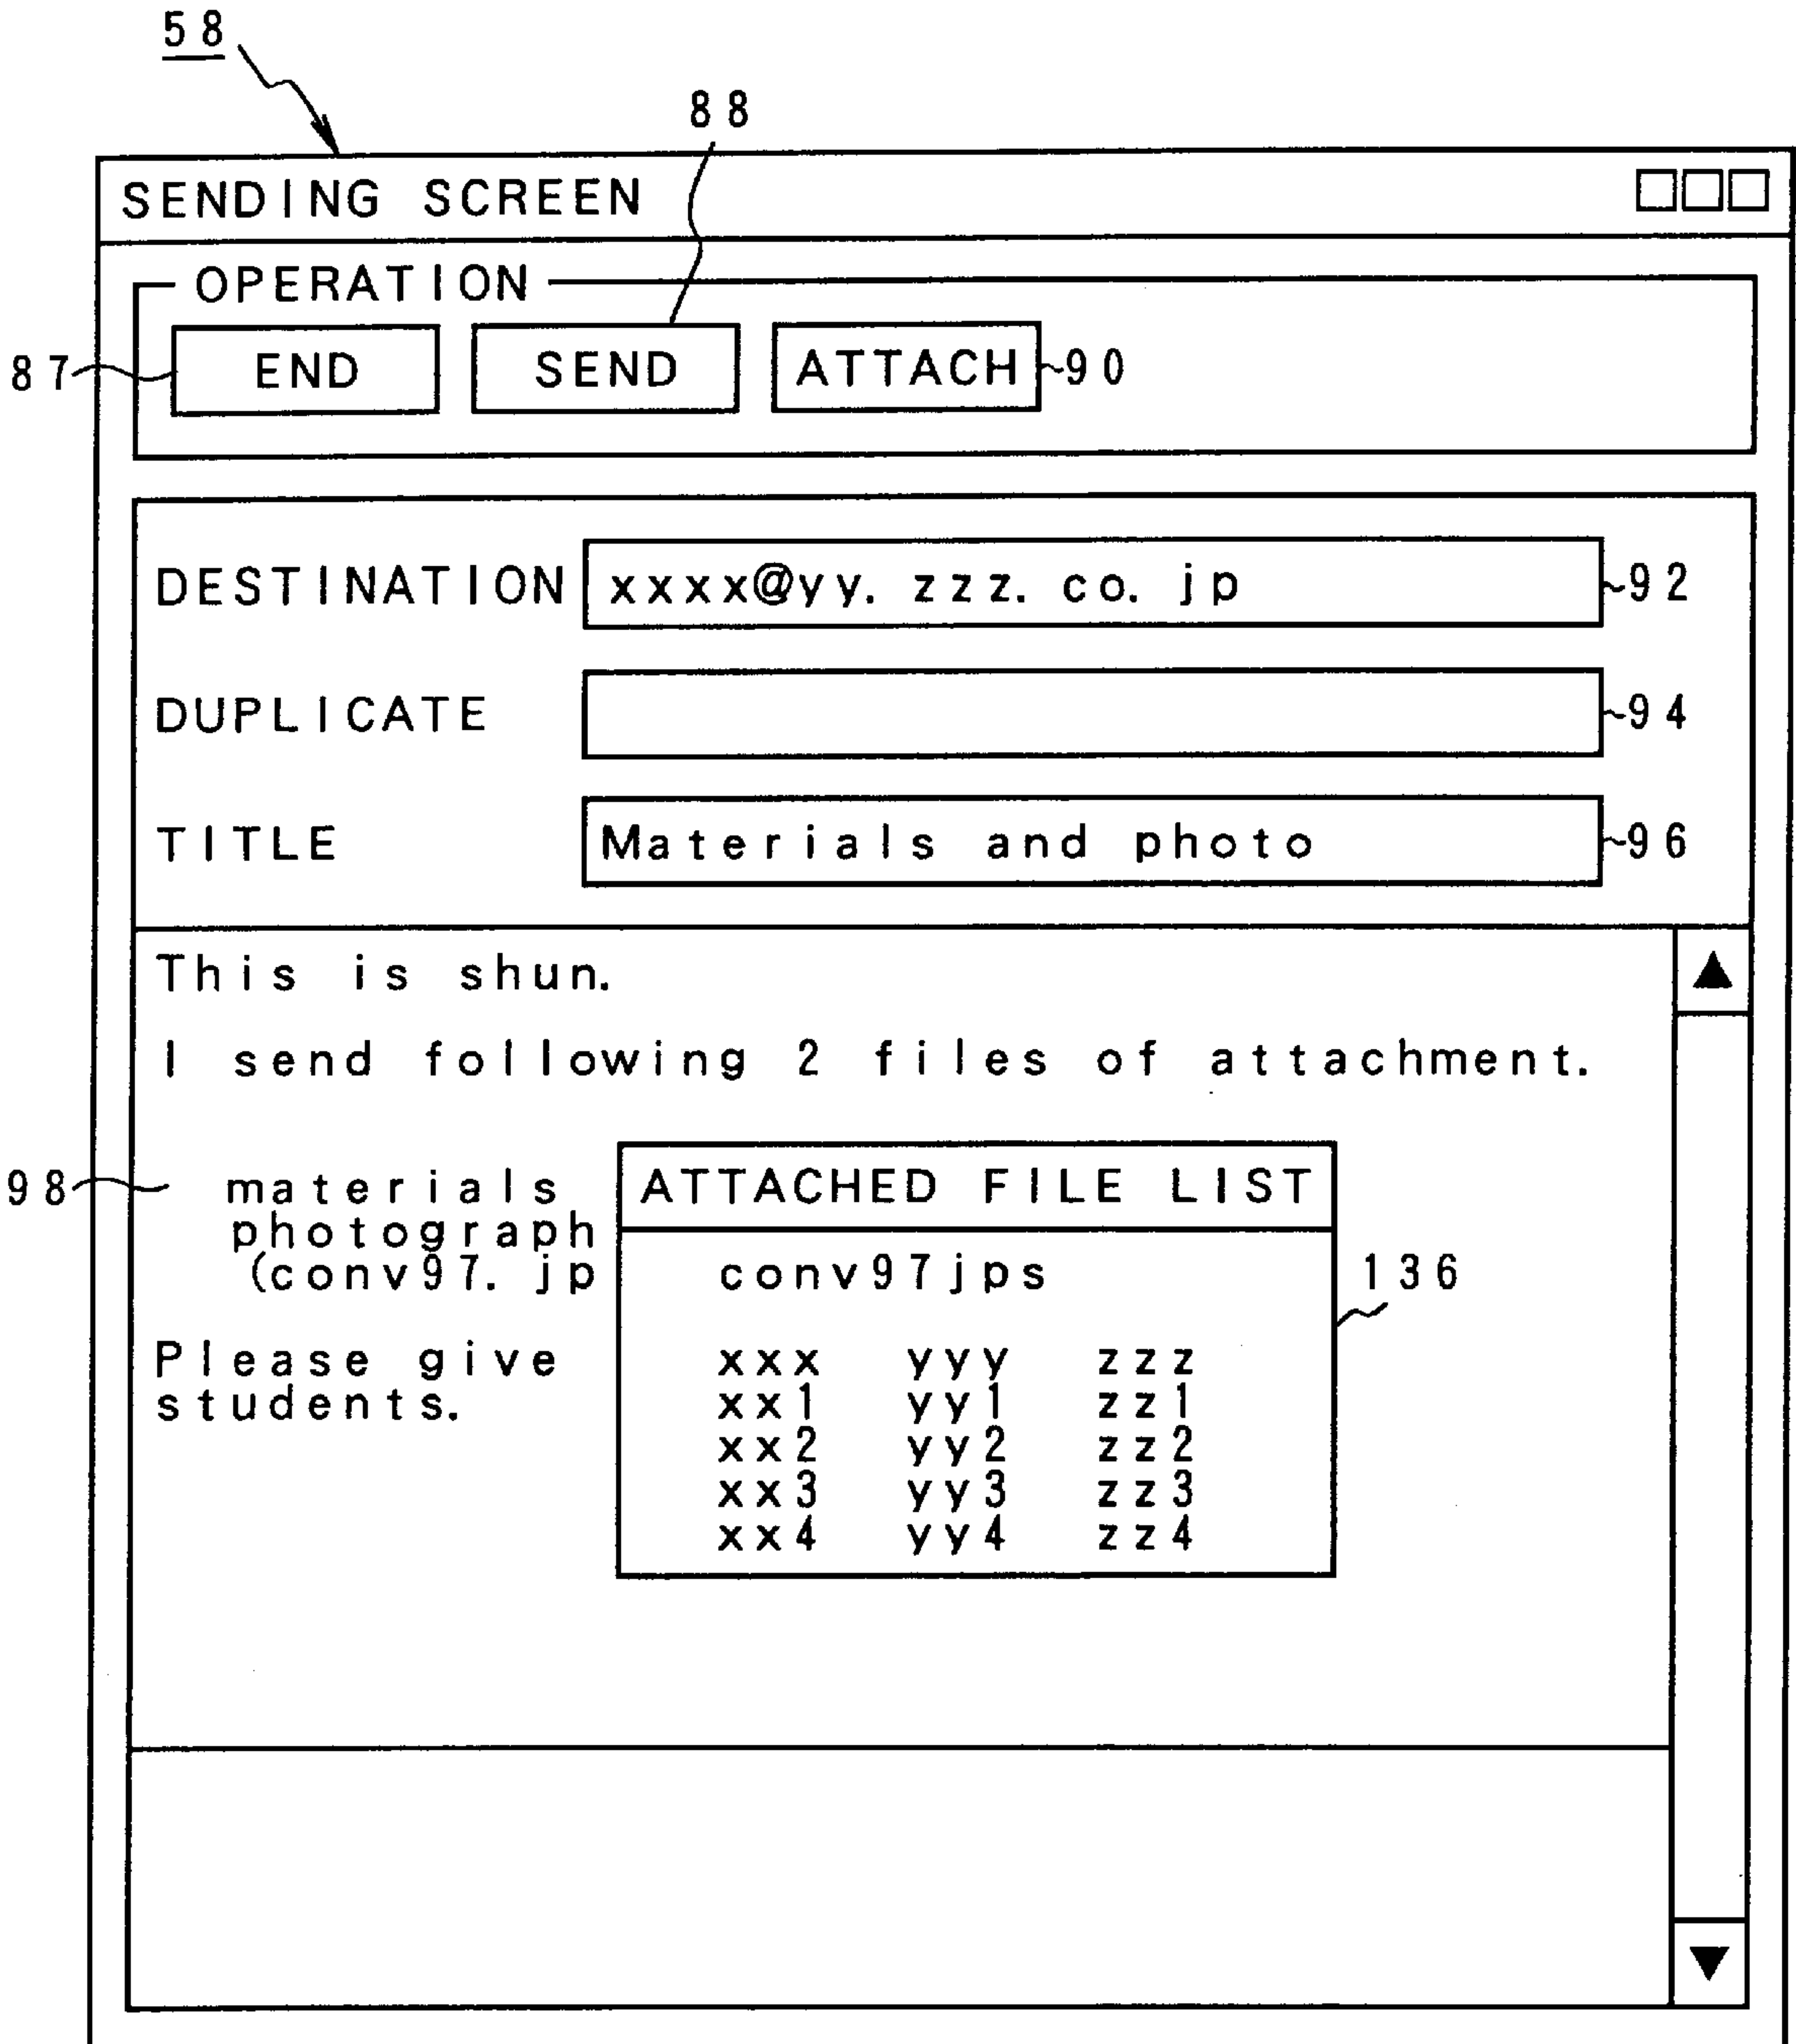 58
88
SENDING SCREEN
OPERATION
87 END SEND ATTACH 90
DESTINATION xxxx@yy.zzz.co.jp 92
DUPLICATE 94
TITLE Materials and photo 96
This is shun.
I send following 2 files of attachment.
98 materials
photograph
(conv97.jp
Please give
students.
ATTACHED FILE LIST
conv97jps 136
xxx yyy zzz
xx1 yy1 zz1
xx2 yy2 zz2
xx3 yy3 zz3
xx4 yy4 zz4